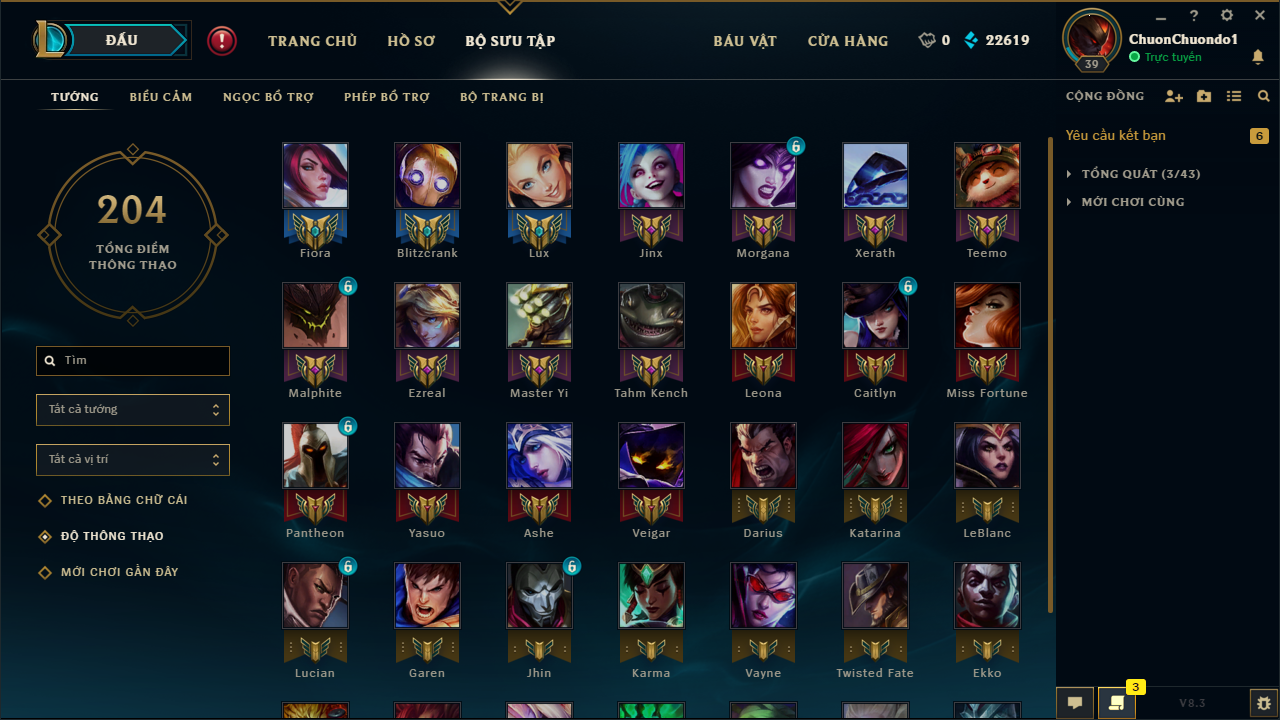 ĐẤU
!
TRANG CHỦ
HỒ SƠ
BỘ SƯU TẬP
BÁU VẬT
CỬA HÀNG
0
22619
?
39
ChuonChuondo1
Trực tuyến
TƯỚNG
BIỂU CẢM
NGỌC BỔ TRỢ
PHÉP BỔ TRỢ
BỘ TRANG BỊ
CỘNG ĐỒNG
Yêu cầu kết bạn
6
TỔNG QUÁT (3/43)
MỚI CHƠI CÙNG
204
TỔNG ĐIỂM
THÔNG THẠO
Tìm
Tất cả tướng
Tất cả vị trí
THEO BẢNG CHỮ CÁI
ĐỘ THÔNG THẠO
MỚI CHƠI GẦN ĐÂY
6
Fiora
Blitzcrank
Lux
Jinx
Morgana
Xerath
Teemo
6
6
Malphite
Ezreal
Master Yi
Tahm Kench
Leona
Caitlyn
Miss Fortune
6
Pantheon
Yasuo
Ashe
Veigar
Darius
Katarina
LeBlanc
6
6
Lucian
Garen
Jhin
Karma
Vayne
Twisted Fate
Ekko
3
V8.3